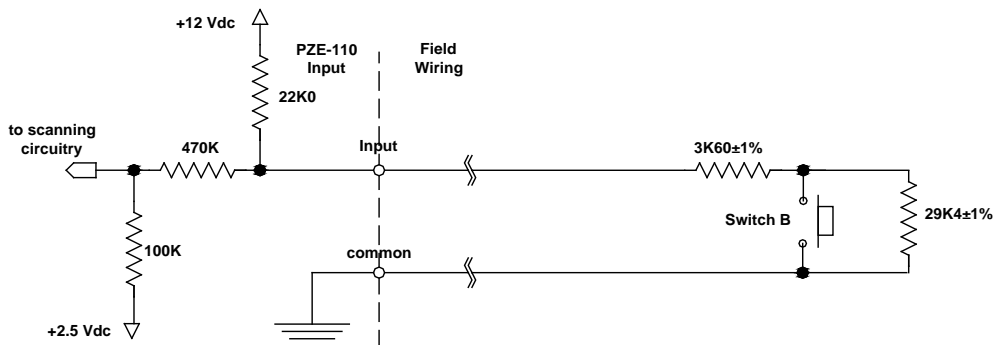 +12 Vdc
PZE-110
Input
Field
Wiring
22K0
to scanning
circuitry
470K
Input
3K60±1%
Switch B
29K4±1%
100K
common
+2.5 Vdc